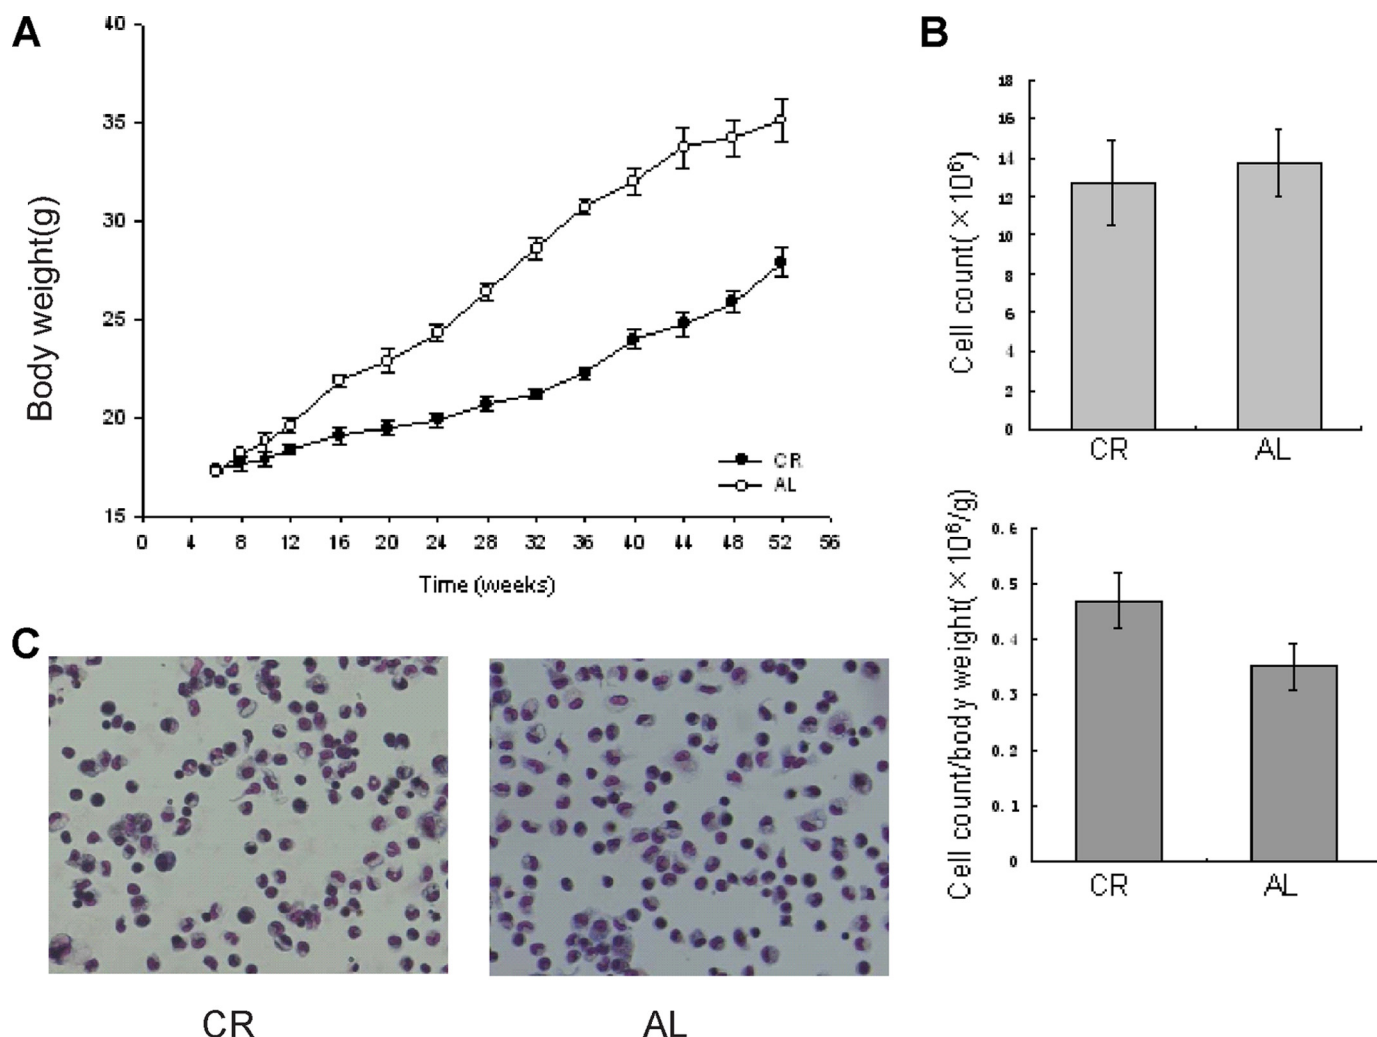 A
40
35
30
25
20
15
Body weight(g)
CR
AL
0 4 8 12 16 20 24 28 32 36 40 44 48 52 56
Time (weeks)
B
18
16
14
12
10
8
6
4
2
0
Cell count(×10⁶)
CR AL
0.6
0.5
0.4
0.3
0.2
0.1
0
Cell count/body weight(×10⁶/g)
CR AL
C
CR AL